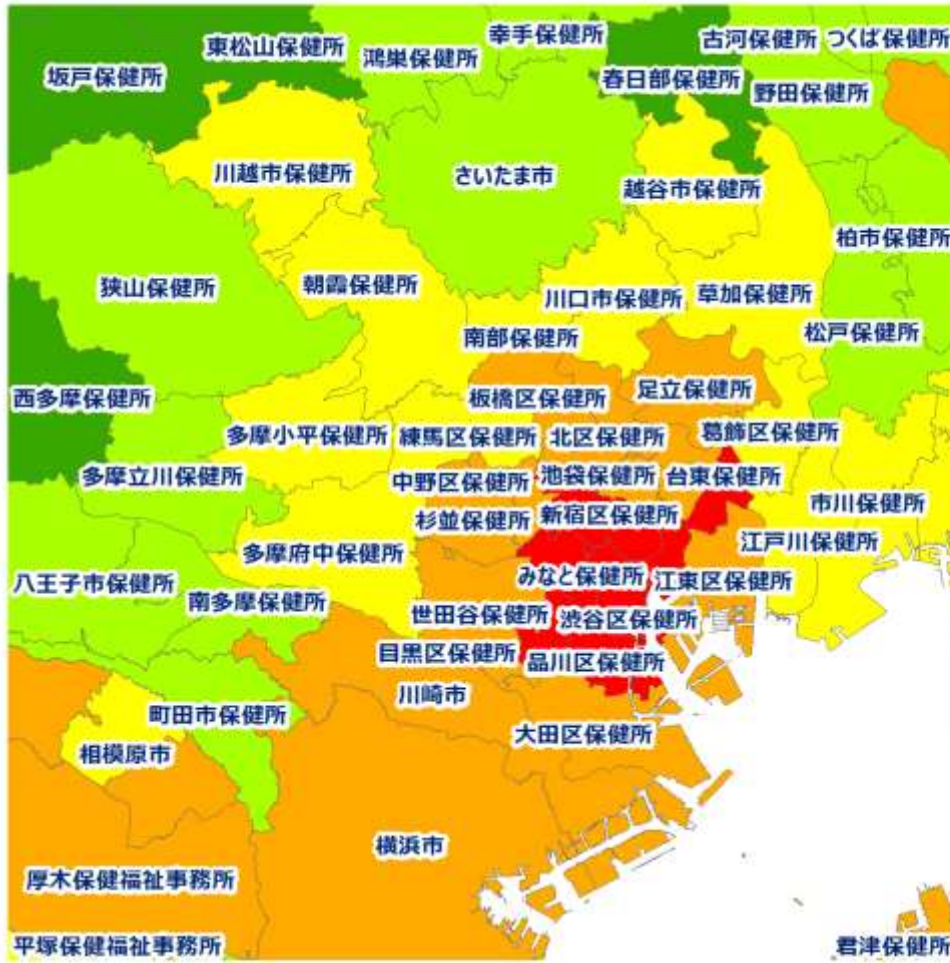 幸手保健所
東松山保健所
鴻巣保健所
古河保健所
つくば保健所
坂戸保健所
春日部保健所
野田保健所
川越市保健所
さいたま市
越谷市保健所
柏市保健所
狭山保健所
朝霞保健所
川口市保健所
草加保健所
南部保健所
松戸保健所
西多摩保健所
板橋区保健所
足立保健所
多摩小平保健所
練馬区保健所
北区保健所
葛飾区保健所
多摩立川保健所
中野区保健所
池袋保健所
台東保健所
市川保健所
杉並保健所
新宿区保健所
江戸川保健所
多摩府中保健所
八王子市保健所
みなと保健所
江東区保健所
南多摩保健所
世田谷保健所
渋谷区保健所
目黒区保健所
品川区保健所
川崎市
町田市保健所
大田区保健所
相模原市
横浜市
厚木保健福祉事務所
平塚保健福祉事務所
君津保健所